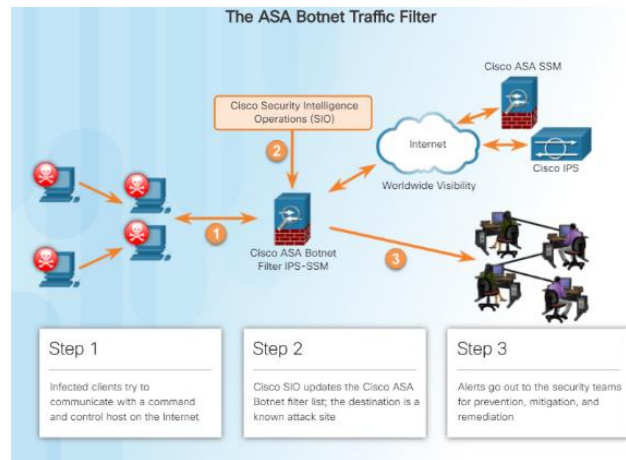 The ASA Botnet Traffic Filter
Cisco ASA SSM
Cisco Security Intelligence
Operations (SIO)
2
Internet
Cisco IPS
Worldwide Visibility
1
Cisco ASA Botnet
Filter IPS-SSM
3
Step 1
Infected clients try to
communicate with a command
and control host on the Internet
Step 2
Cisco SIO updates the Cisco ASA
Botnet filter list; the destination is a
known attack site
Step 3
Alerts go out to the security teams
for prevention, mitigation, and
remediation